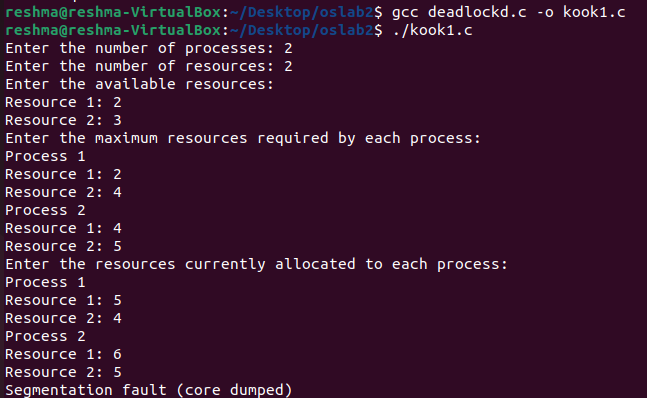 reshma@reshma-VirtualBox:~/Desktop/oslab2$ gcc deadlockd.c -o kook1.c
reshma@reshma-VirtualBox:~/Desktop/oslab2$ ./kook1.c
Enter the number of processes: 2
Enter the number of resources: 2
Enter the available resources:
Resource 1: 2
Resource 2: 3
Enter the maximum resources required by each process:
Process 1
Resource 1: 2
Resource 2: 4
Process 2
Resource 1: 4
Resource 2: 5
Enter the resources currently allocated to each process:
Process 1
Resource 1: 5
Resource 2: 4
Process 2
Resource 1: 6
Resource 2: 5
Segmentation fault (core dumped)